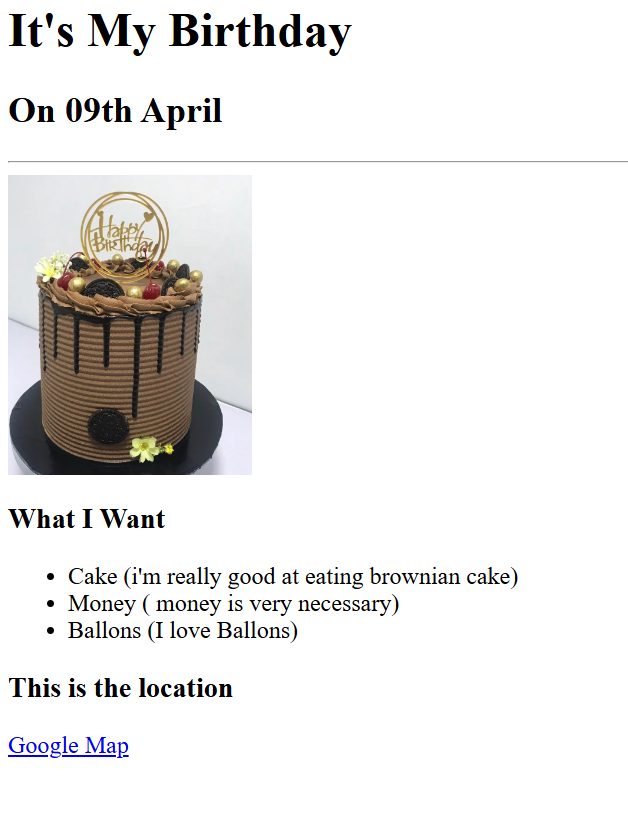 It's My Birthday
On 09th April
Happy
Birthday
What I Want
Cake (i'm really good at eating brownian cake)
Money ( money is very necessary)
Ballons (I love Ballons)
This is the location
Google Map